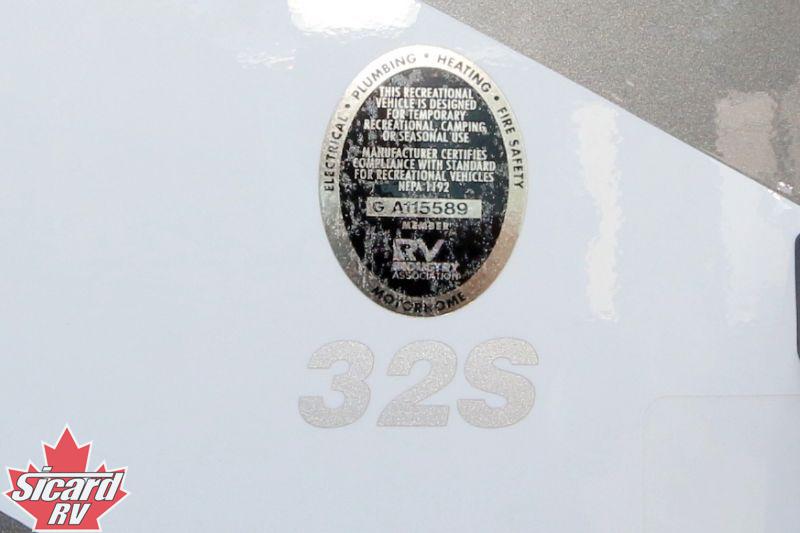 ELECTRICAL • PLUMBING • HEATING • FIRE SAFETY
THIS RECREATIONAL
VEHICLE IS DESIGNED
FOR TEMPORARY
RECREATIONAL, CAMPING
OR SEASONAL USE
MANUFACTURER CERTIFIES
COMPLIANCE WITH STANDARD
FOR RECREATIONAL VEHICLES
NFPA 1192
G A115589
MEMBER
RV
INDUSTRY
ASSOCIATION
MOTORHOME
32S
Sicard
RV